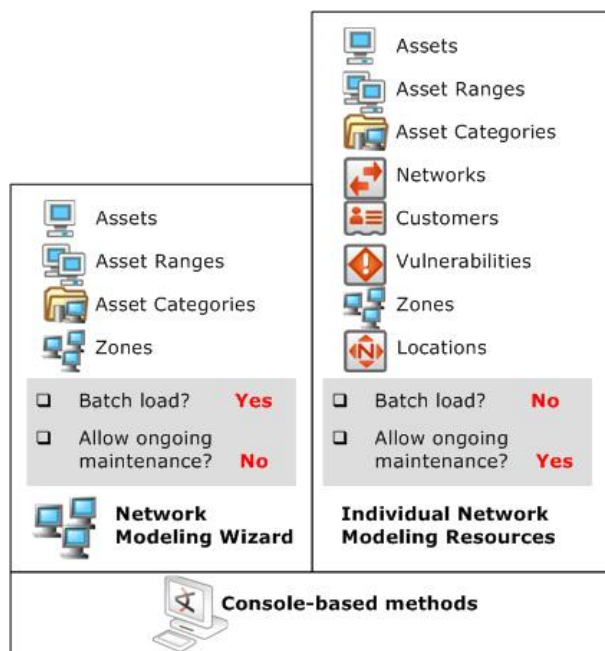 Assets
Asset Ranges
Asset Categories
Zones
Batch load? Yes
Allow ongoing
maintenance? No
Network
Modeling Wizard
Assets
Asset Ranges
Asset Categories
Networks
Customers
Vulnerabilities
Zones
Locations
Batch load? No
Allow ongoing
maintenance? Yes
Individual Network
Modeling Resources
Console-based methods